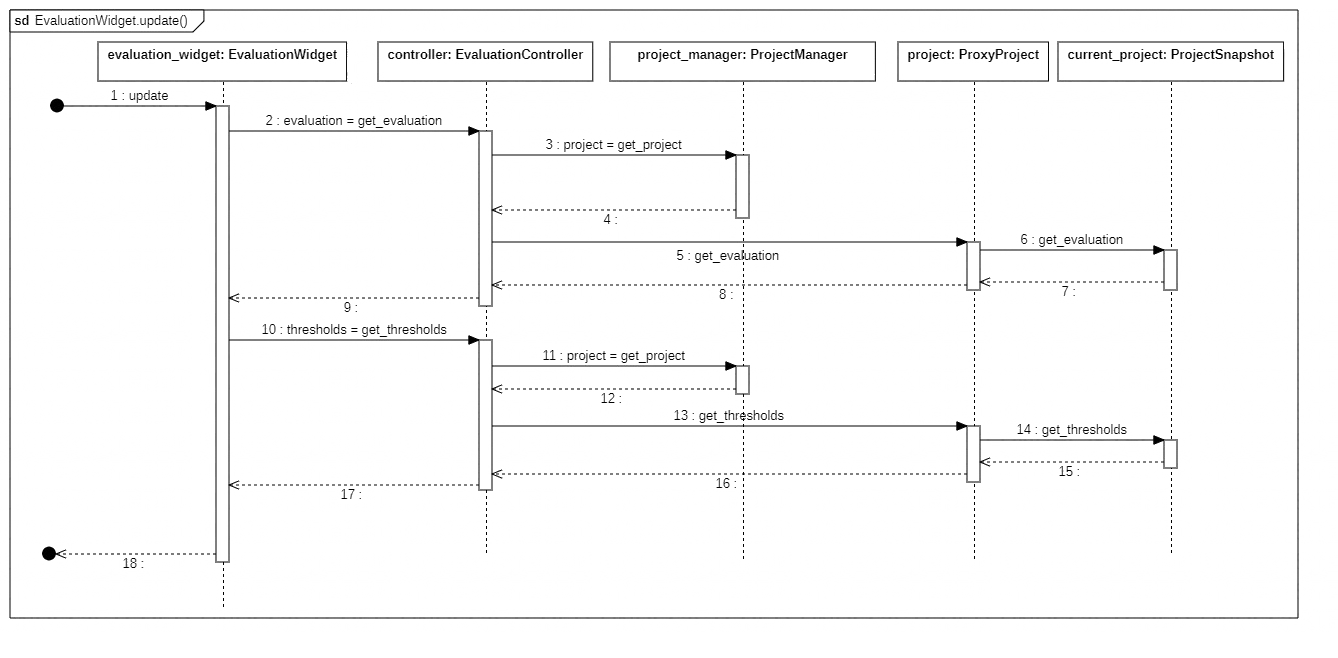 sd EvaluationWidget.update()
evaluation_widget: EvaluationWidget
controller: EvaluationController
project_manager: ProjectManager
project: ProxyProject
current_project: ProjectSnapshot
1 : update
2 : evaluation = get_evaluation
3 : project = get_project
4 :
5 : get_evaluation
6 : get_evaluation
7 :
8 :
9 :
10 : thresholds = get_thresholds
11 : project = get_project
12 :
13 : get_thresholds
14 : get_thresholds
15 :
16 :
17 :
18 :